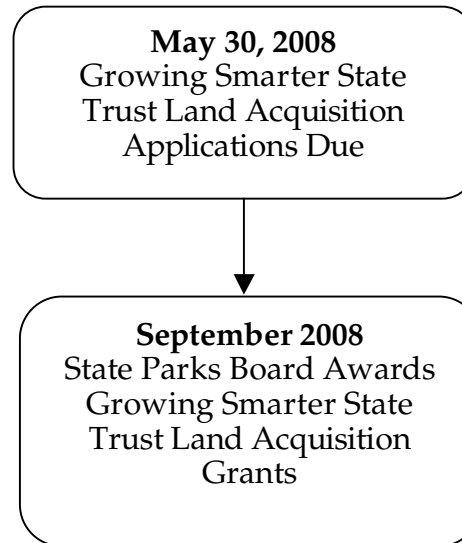 May 30, 2008
Growing Smarter State
Trust Land Acquisition
Applications Due
September 2008
State Parks Board Awards
Growing Smarter State
Trust Land Acquisition
Grants